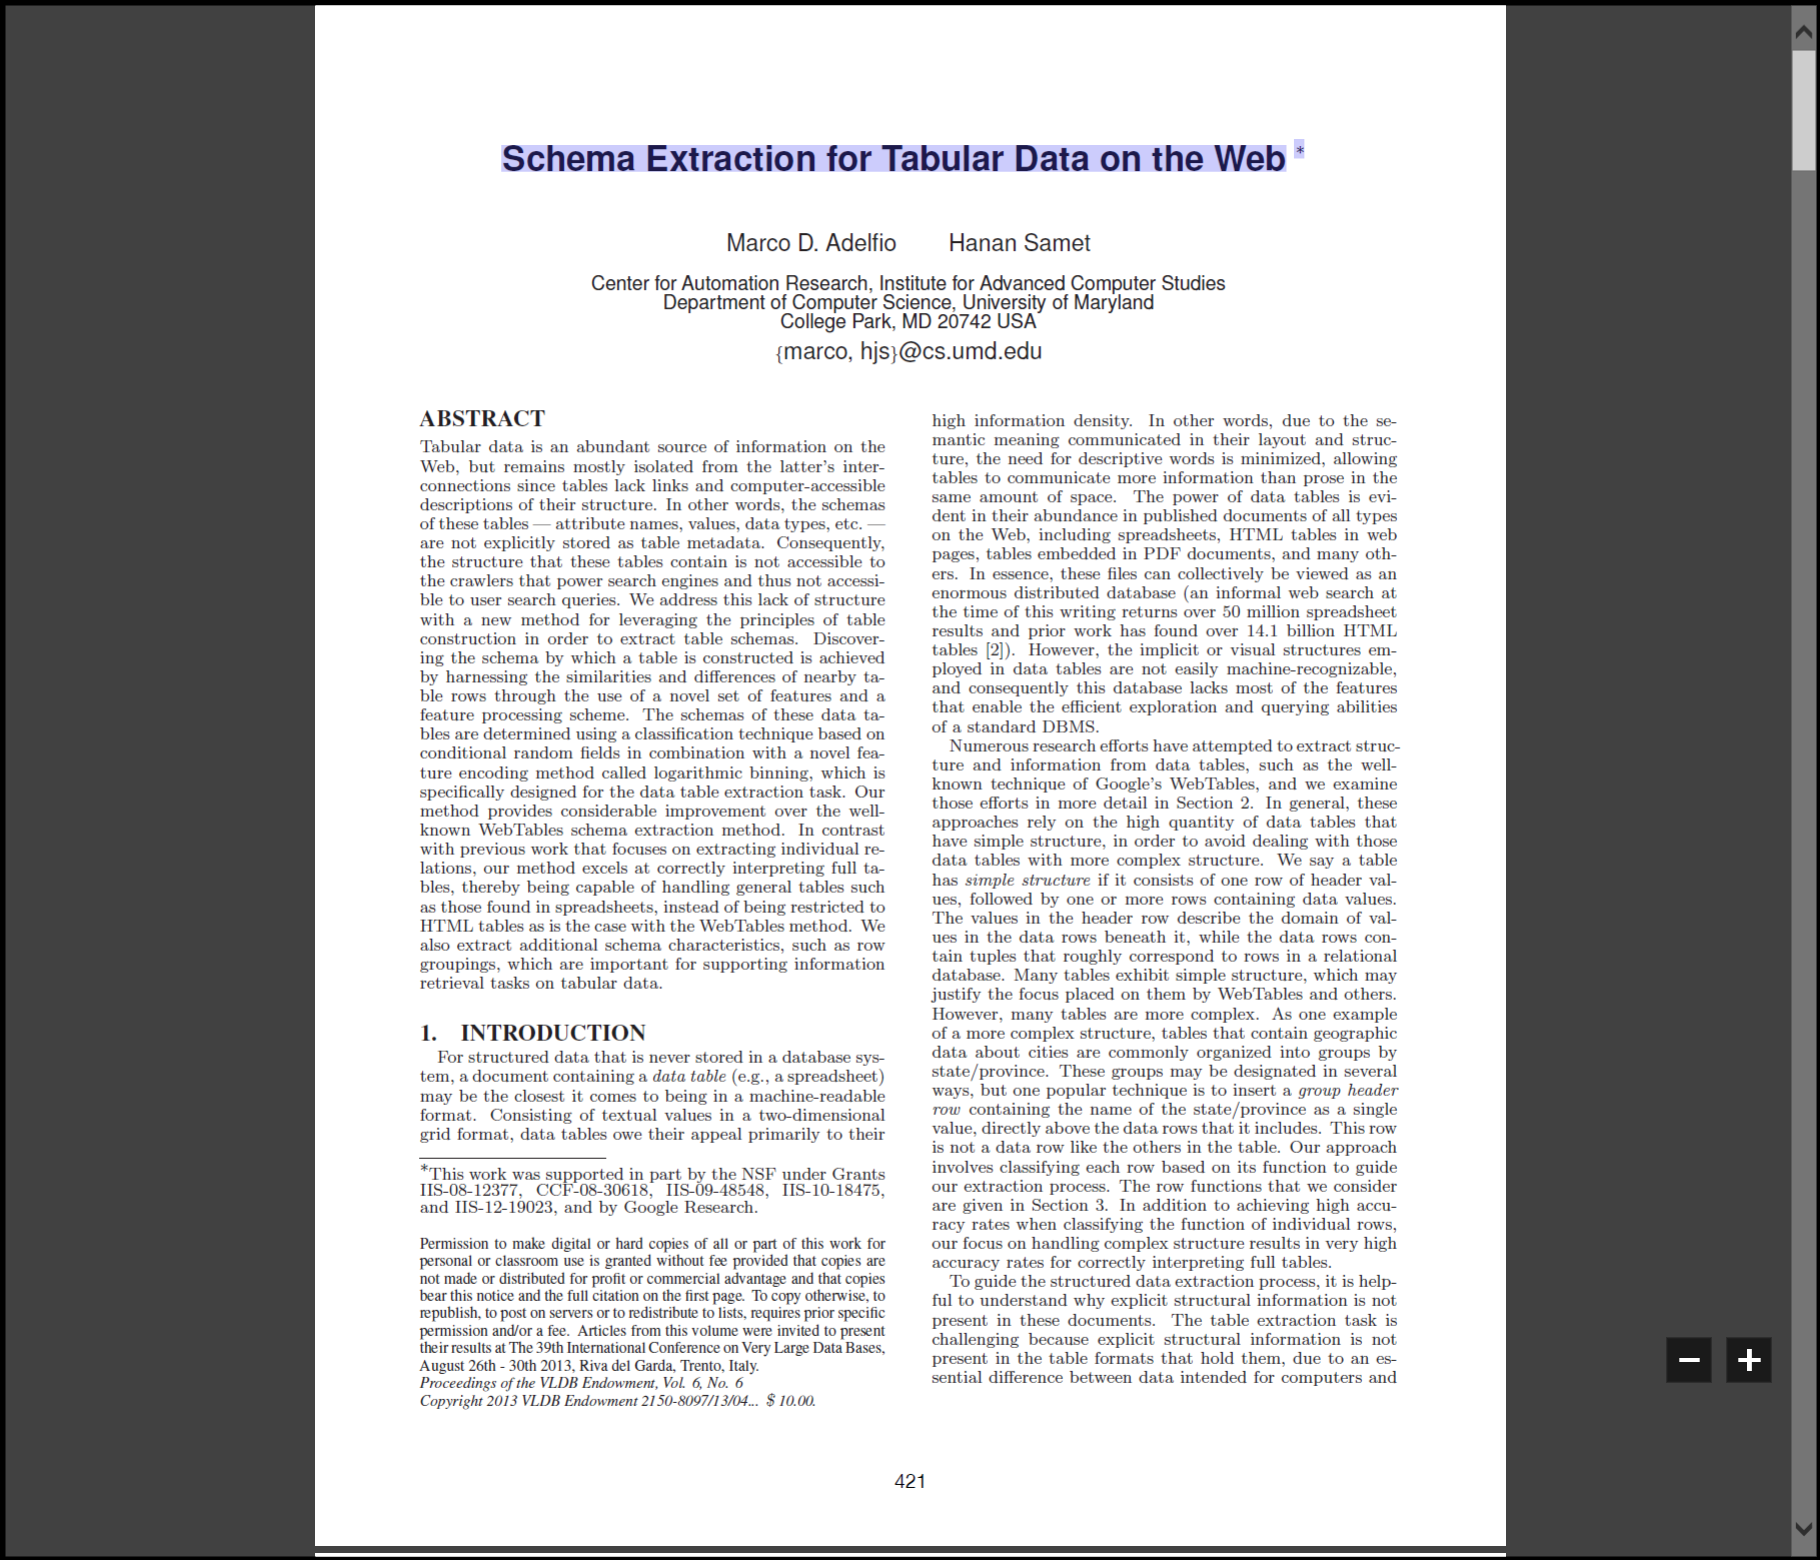 Schema Extraction for Tabular Data on the Web *
Marco D. Adelfio Hanan Samet
Center for Automation Research, Institute for Advanced Computer Studies
Department of Computer Science, University of Maryland
College Park, MD 20742 USA
{marco, hjs}@cs.umd.edu
ABSTRACT
Tabular data is an abundant source of information on the
Web, but remains mostly isolated from the latter's inter-
connections since tables lack links and computer-accessible
descriptions of their structure. In other words, the schemas
of these tables — attribute names, values, data types, etc. —
are not explicitly stored as table metadata. Consequently,
the structure that these tables contain is not accessible to
the crawlers that power search engines and thus not accessi-
ble to user search queries. We address this lack of structure
with a new method for leveraging the principles of table
construction in order to extract table schemas. Discover-
ing the schema by which a table is constructed is achieved
by harnessing the similarities and differences of nearby ta-
ble rows through the use of a novel set of features and a
feature processing scheme. The schemas of these data ta-
bles are determined using a classification technique based on
conditional random fields in combination with a novel fea-
ture encoding method called logarithmic binning, which is
specifically designed for the data table extraction task. Our
method provides considerable improvement over the well-
known WebTables schema extraction method. In contrast
with previous work that focuses on extracting individual re-
lations, our method excels at correctly interpreting full ta-
bles, thereby being capable of handling general tables such
as those found in spreadsheets, instead of being restricted to
HTML tables as is the case with the WebTables method. We
also extract additional schema characteristics, such as row
groupings, which are important for supporting information
retrieval tasks on tabular data.
1. INTRODUCTION
For structured data that is never stored in a database sys-
tem, a document containing a data table (e.g., a spreadsheet)
may be the closest it comes to being in a machine-readable
format. Consisting of textual values in a two-dimensional
grid format, data tables owe their appeal primarily to their
*This work was supported in part by the NSF under Grants
IIS-08-12377, CCF-08-30618, IIS-09-48548, IIS-10-18475,
and IIS-12-19023, and by Google Research.
Permission to make digital or hard copies of all or part of this work for
personal or classroom use is granted without fee provided that copies are
not made or distributed for profit or commercial advantage and that copies
bear this notice and the full citation on the first page. To copy otherwise, to
republish, to post on servers or to redistribute to lists, requires prior specific
permission and/or a fee. Articles from this volume were invited to present
their results at The 39th International Conference on Very Large Data Bases,
August 26th - 30th 2013, Riva del Garda, Trento, Italy.
Proceedings of the VLDB Endowment, Vol. 6, No. 6
Copyright 2013 VLDB Endowment 2150-8097/13/04... $ 10.00.
high information density. In other words, due to the se-
mantic meaning communicated in their layout and struc-
ture, the need for descriptive words is minimized, allowing
tables to communicate more information than prose in the
same amount of space. The power of data tables is evi-
dent in their abundance in published documents of all types
on the Web, including spreadsheets, HTML tables in web
pages, tables embedded in PDF documents, and many oth-
ers. In essence, these files can collectively be viewed as an
enormous distributed database (an informal web search at
the time of this writing returns over 50 million spreadsheet
results and prior work has found over 14.1 billion HTML
tables [2]). However, the implicit or visual structures em-
ployed in data tables are not easily machine-recognizable,
and consequently this database lacks most of the features
that enable the efficient exploration and querying abilities
of a standard DBMS.
Numerous research efforts have attempted to extract struc-
ture and information from data tables, such as the well-
known technique of Google's WebTables, and we examine
those efforts in more detail in Section 2. In general, these
approaches rely on the high quantity of data tables that
have simple structure, in order to avoid dealing with those
data tables with more complex structure. We say a table
has simple structure if it consists of one row of header val-
ues, followed by one or more rows containing data values.
The values in the header row describe the domain of val-
ues in the data rows beneath it, while the data rows con-
tain tuples that roughly correspond to rows in a relational
database. Many tables exhibit simple structure, which may
justify the focus placed on them by WebTables and others.
However, many tables are more complex. As one example
of a more complex structure, tables that contain geographic
data about cities are commonly organized into groups by
state/province. These groups may be designated in several
ways, but one popular technique is to insert a group header
row containing the name of the state/province as a single
value, directly above the data rows that it includes. This row
is not a data row like the others in the table. Our approach
involves classifying each row based on its function to guide
our extraction process. The row functions that we consider
are given in Section 3. In addition to achieving high accu-
racy rates when classifying the function of individual rows,
our focus on handling complex structure results in very high
accuracy rates for correctly interpreting full tables.
To guide the structured data extraction process, it is help-
ful to understand why explicit structural information is not
present in these documents. The table extraction task is
challenging because explicit structural information is not
present in the table formats that hold them, due to an es-
sential difference between data intended for computers and
421